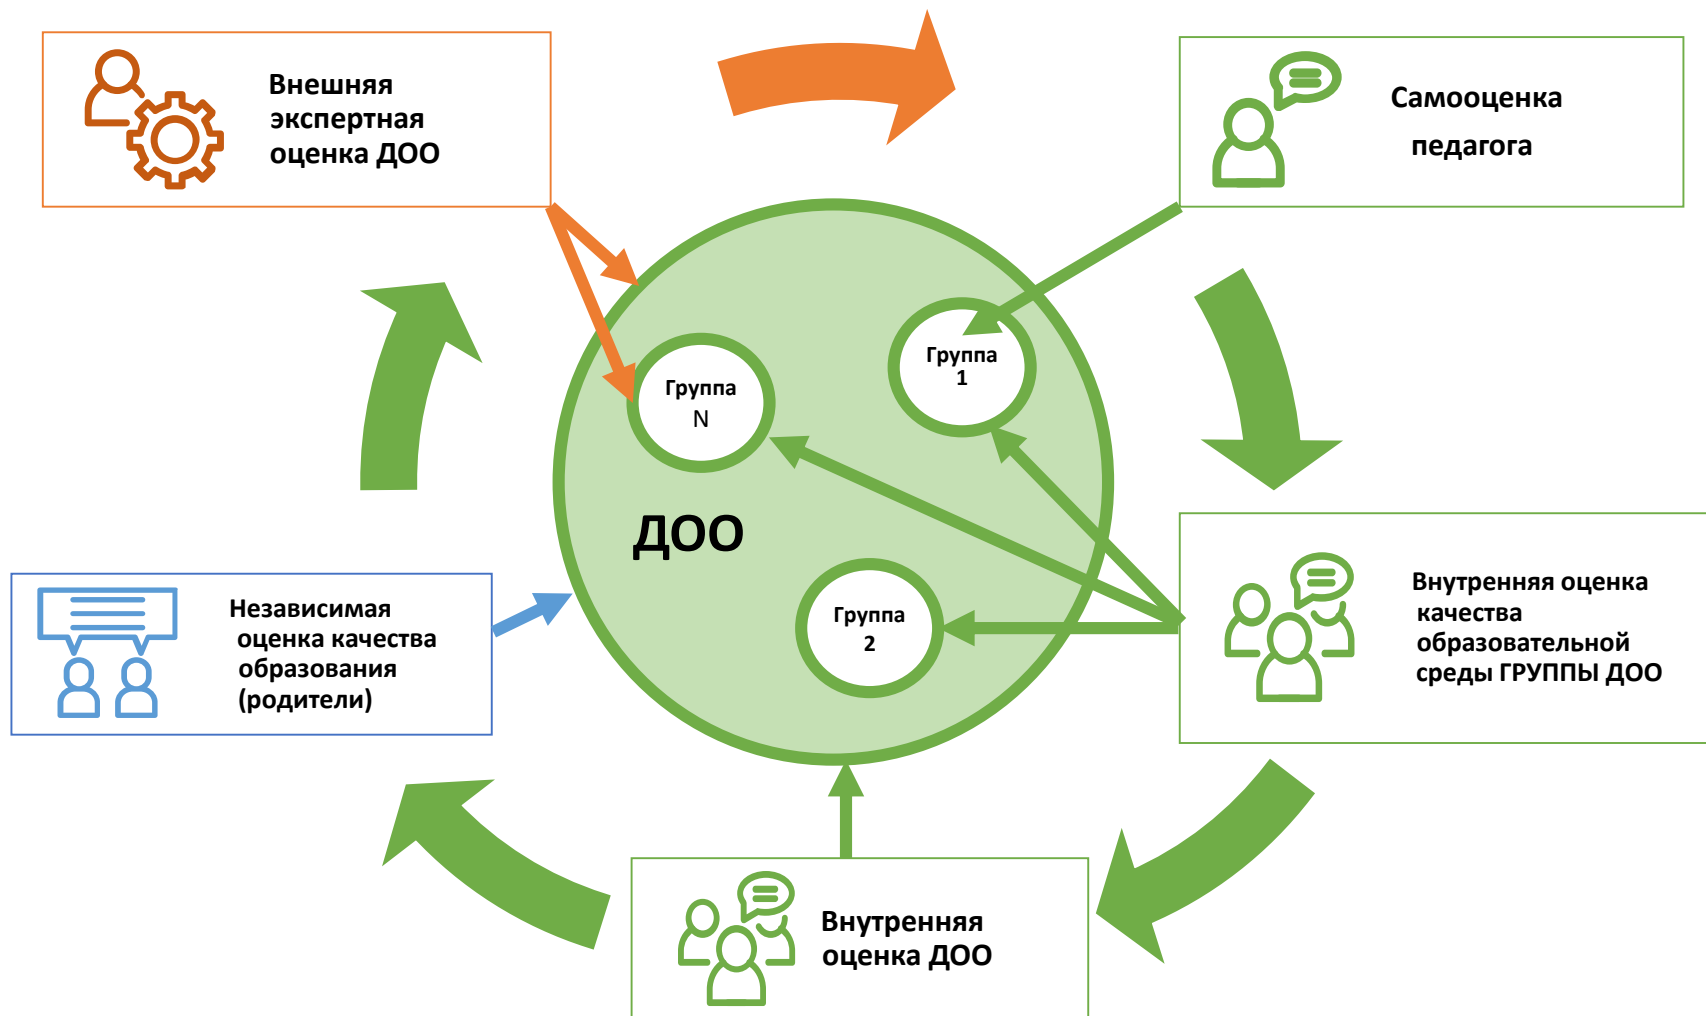 Внешняя
экспертная
оценка ДОО
Самооценка
педагога
Группа
1
Группа
N
ДОО
Группа
2
Независимая
оценка качества
образования
(родители)
Внутренняя оценка
качества
образовательной
среды ГРУППЫ ДОО
Внутренняя
оценка ДОО